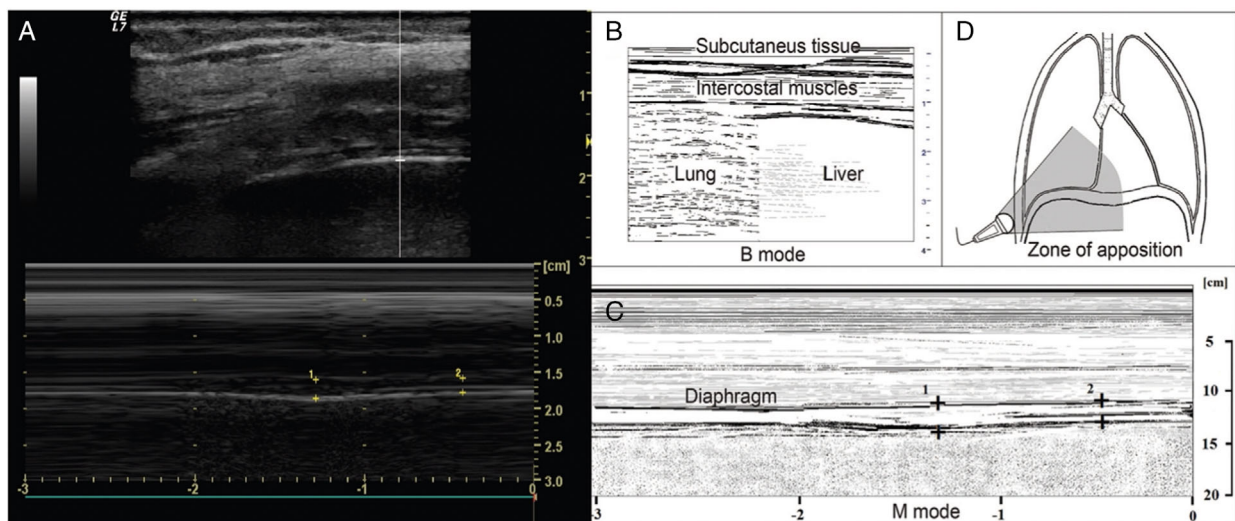 A
GE
L7
1
2
3
[cm]
0.5
1.0
1.5
2.0
3.0
1
2
-3
-2
-1
0
B
Subcutaneus tissue
Intercostal muscles
Lung
Liver
1
2
3
4
B mode
D
Zone of apposition
C
[cm]
5
10
15
20
Diaphragm
1
2
-3
-2
-1
0
M mode